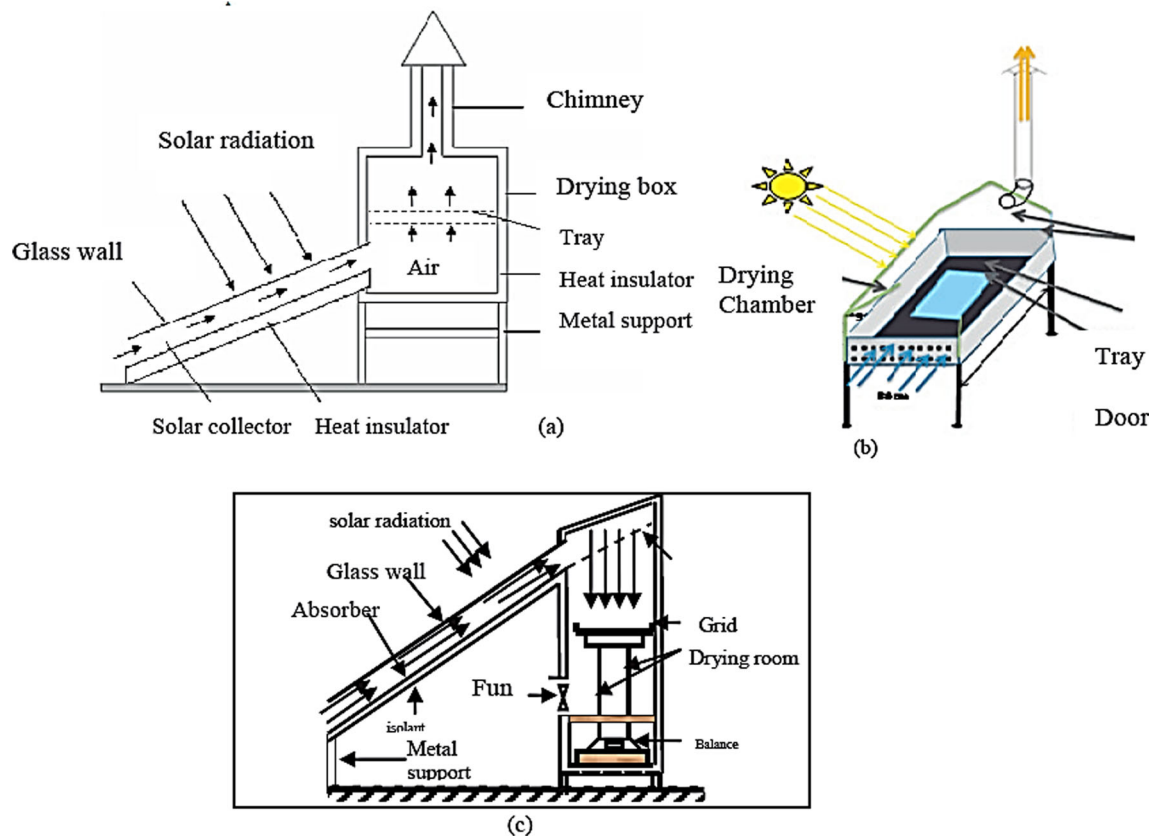 Chimney
Solar radiation
Drying box
Tray
Glass wall
Air
Heat insulator
Metal support
Solar collector
Heat insulator
(a)
Drying
Chamber
Tray
Door
(b)
solar radiation
Glass wall
Absorber
Grid
Drying room
Fun
isolant
Balance
Metal
support
(c)